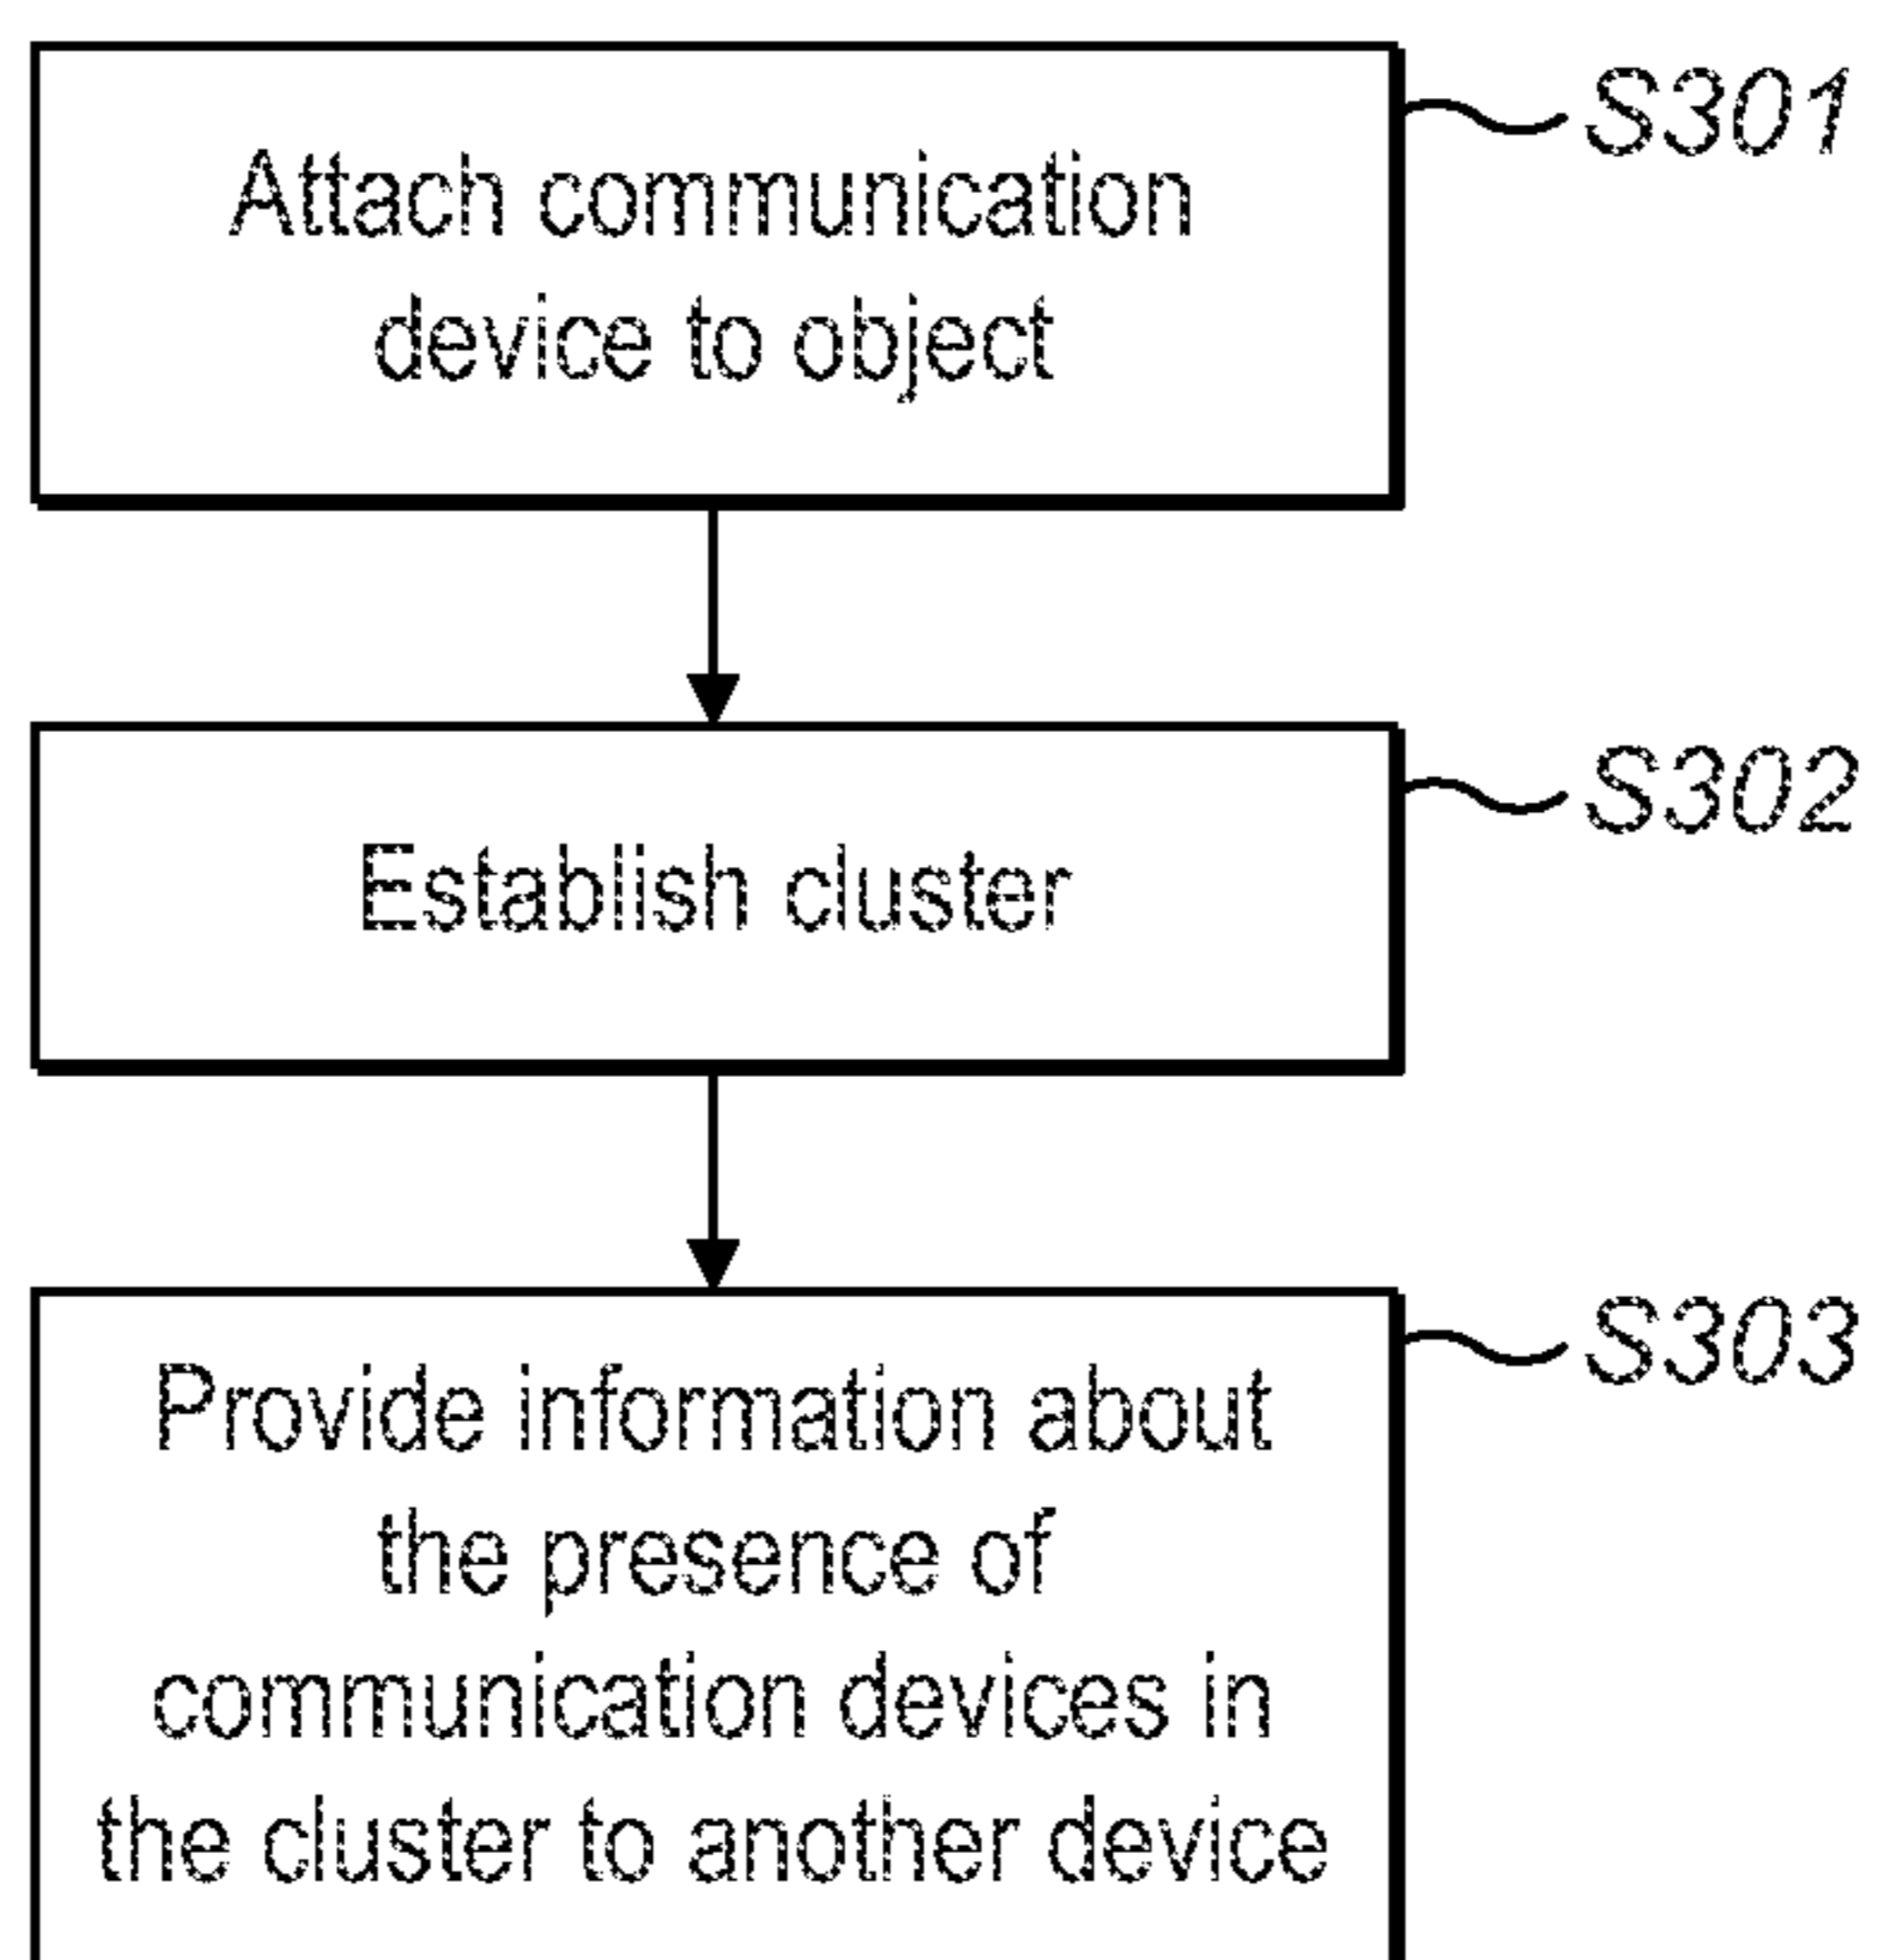 Attach communication
device to object
S301
Establish cluster
S302
Provide information about
the presence of
communication devices in
the cluster to another device
S303